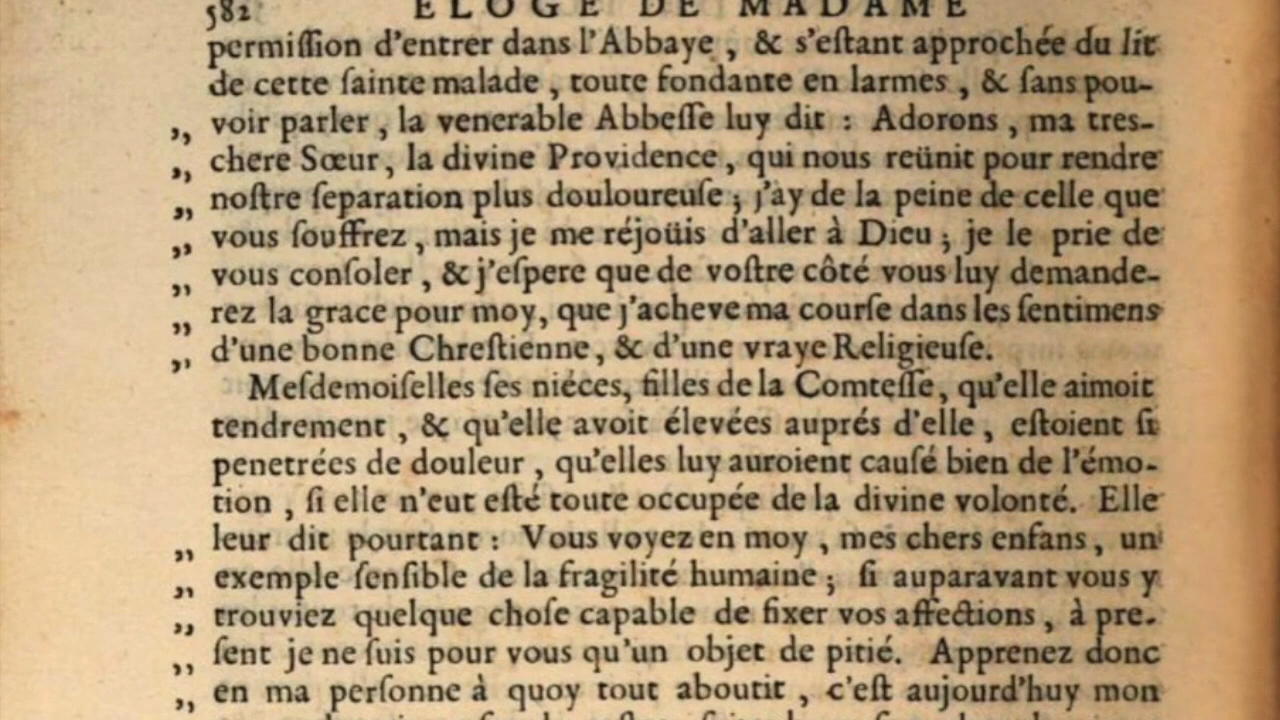 582 ELOGE DE MADAME
permiſſion d'entrer dans l'Abbaye , & s'eſtant approchée du lit
de cette ſainte malade , toute fondante en larmes , & ſans pou-
„ voir parler , la venerable Abbeſſe luy dit : Adorons , ma tres-
„ chere Sœur , la divine Providence , qui nous reünit pour rendre
„ noſtre ſeparation plus douloureuſe ; j'ay de la peine de celle que
„ vous ſouffrez , mais je me réjoüis d'aller à Dieu ; je le prie de
„ vous conſoler , & j'eſpere que de voſtre côté vous luy demande-
„ rez la grace pour moy, que j'acheve ma courſe dans les ſentimens
„ d'une bonne Chreſtienne, & d'une vraye Religieuſe.
Meſdemoiſelles ſes niéces, filles de la Comteſſe, qu'elle aimoit
tendrement , & qu'elle avoit élevées auprés d'elle , eſtoient ſi
penetrées de douleur , qu'elles luy auroient cauſé bien de l'émo-
tion , ſi elle n'eut eſté toute occupée de la divine volonté. Elle
„ leur dit pourtant : Vous voyez en moy , mes chers enfans , un
„ exemple ſenſible de la fragilité humaine ; ſi auparavant vous y
„ trouviez quelque choſe capable de fixer vos affections , à pre-
„ ſent je ne ſuis pour vous qu'un objet de pitié. Apprenez donc
„ en ma perſonne à quoy tout aboutit , c'eſt aujourd'huy mon